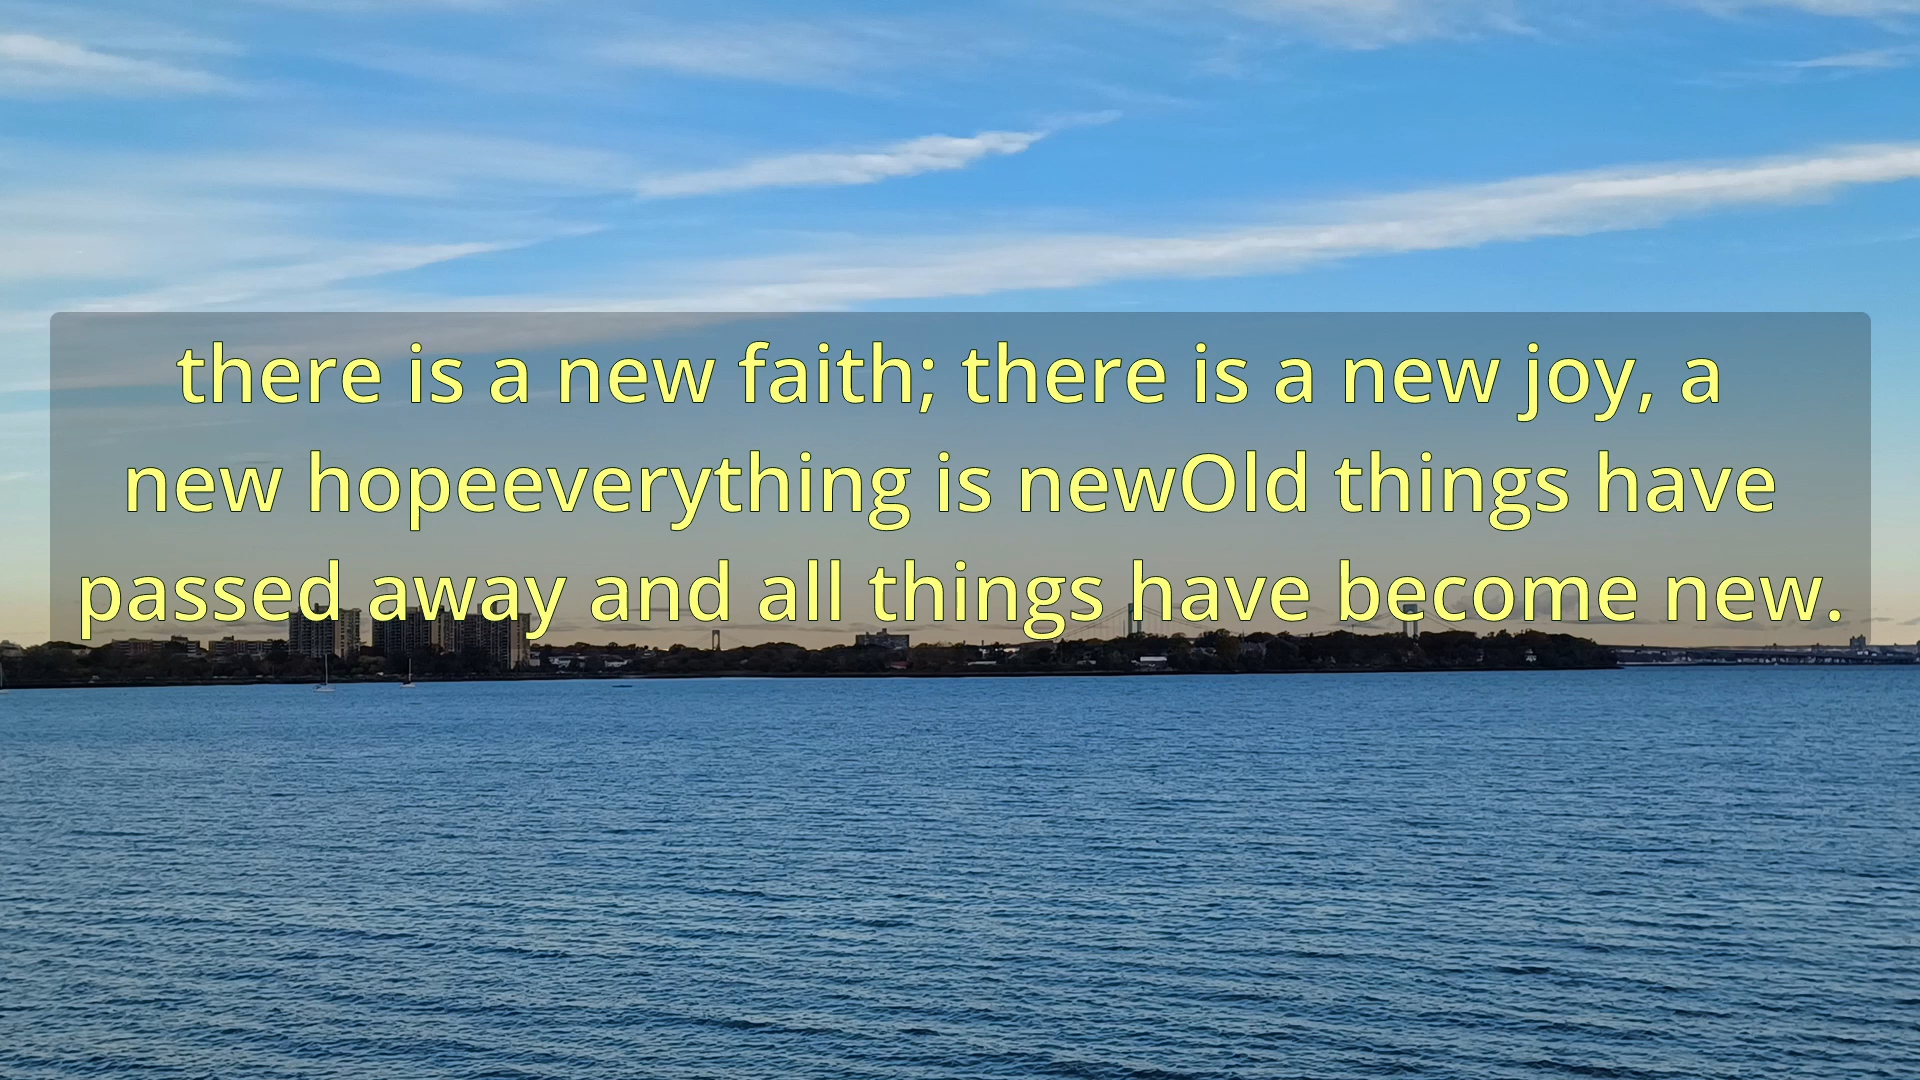 there is a new faith; there is a new joy, a
new hopeeverything is newOld things have
passed away and all things have become new.